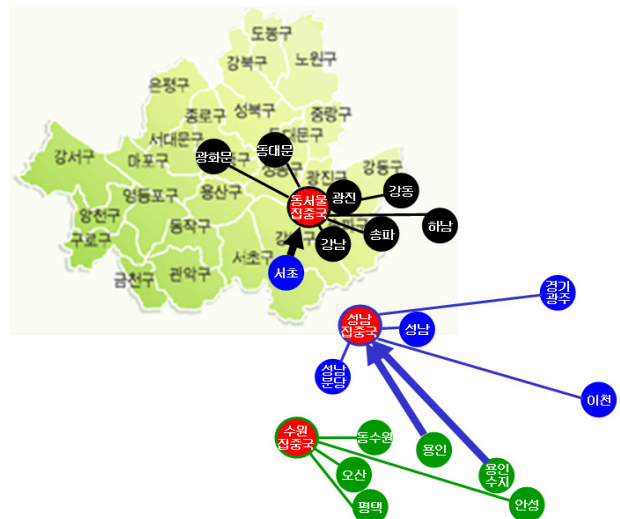 도봉구
강북구
노원구
은평구
성북구
종로구
중랑구
서대문구
동대문
동대문구
강서구
마포구
광화문
강동구
광진구
영등포구
용산구
동서울
집중국
광진
강동
양천구
구로구
동작구
하남
송파
강남
서초구
금천구
관악구
서초
경기
광주
성남
집중국
성남
성남
분당
이천
수원
집중국
동수원
용인
오산
용인
수지
평택
안성